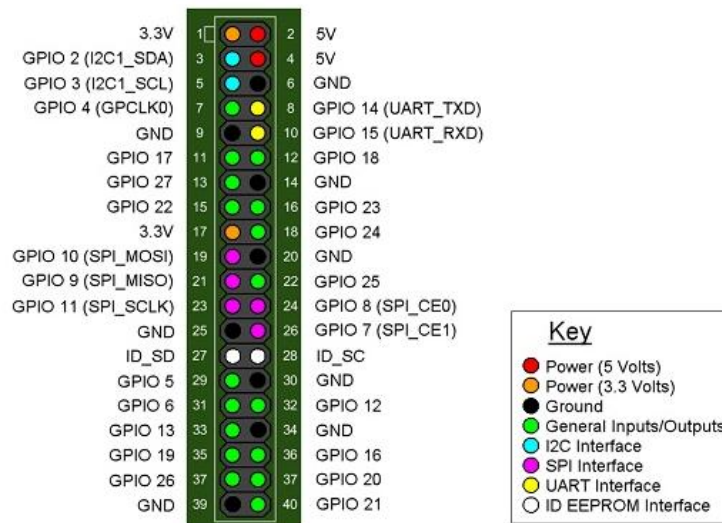 3.3V 1 2 5V
GPIO 2 (I2C1_SDA) 3 4 5V
GPIO 3 (I2C1_SCL) 5 6 GND
GPIO 4 (GPCLK0) 7 8 GPIO 14 (UART_TXD)
GND 9 10 GPIO 15 (UART_RXD)
GPIO 17 11 12 GPIO 18
GPIO 27 13 14 GND
GPIO 22 15 16 GPIO 23
3.3V 17 18 GPIO 24
GPIO 10 (SPI_MOSI) 19 20 GND
GPIO 9 (SPI_MISO) 21 22 GPIO 25
GPIO 11 (SPI_SCLK) 23 24 GPIO 8 (SPI_CE0)
GND 25 26 GPIO 7 (SPI_CE1)
ID_SD 27 28 ID_SC
GPIO 5 29 30 GND
GPIO 6 31 32 GPIO 12
GPIO 13 33 34 GND
GPIO 19 35 36 GPIO 16
GPIO 26 37 37 GPIO 20
GND 39 40 GPIO 21
Key
Power (5 Volts)
Power (3.3 Volts)
Ground
General Inputs/Outputs
I2C Interface
SPI Interface
UART Interface
ID EEPROM Interface